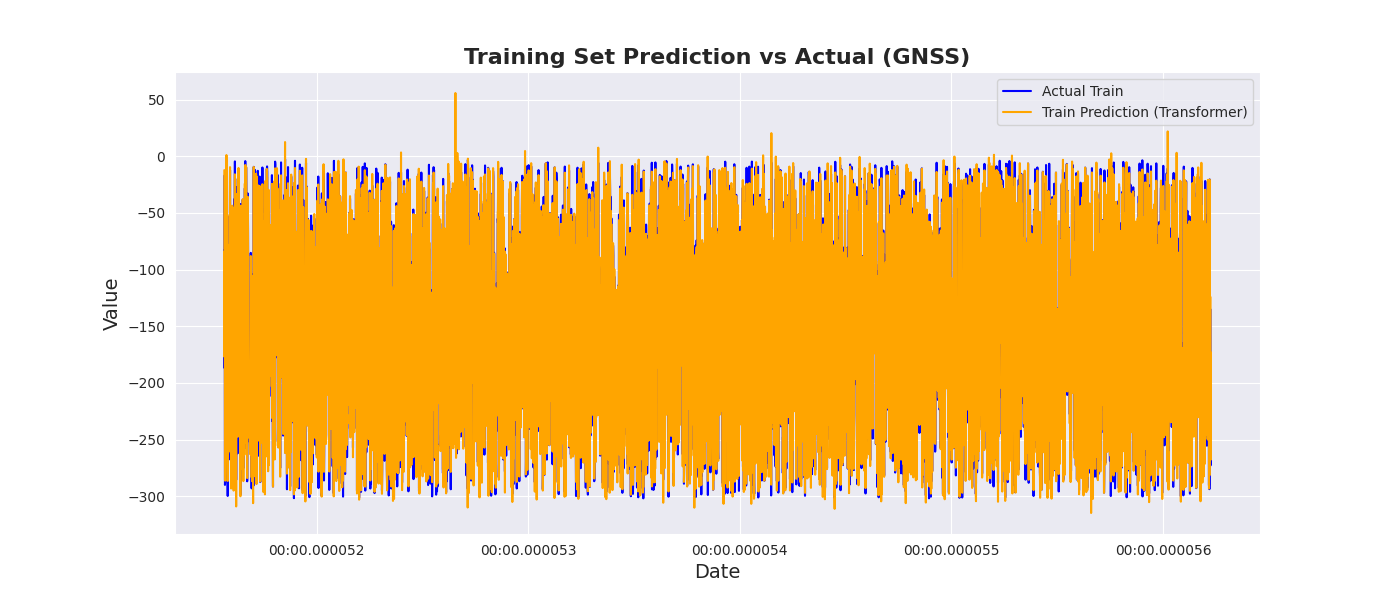 Training Set Prediction vs Actual (GNSS)
Actual Train
Train Prediction (Transformer)
Value
50
0
−50
−100
−150
−200
−250
−300
00:00.000052
00:00.000053
00:00.000054
00:00.000055
00:00.000056
Date